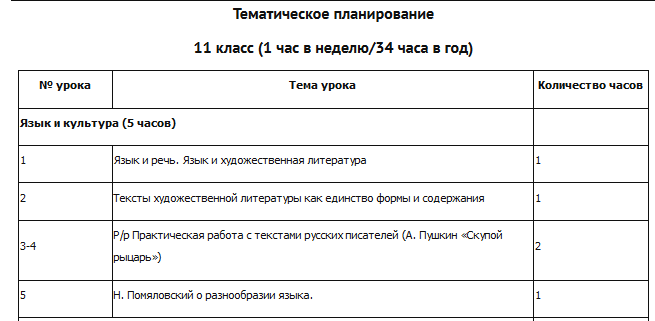 Тематическое планирование
11 класс (1 час в неделю/34 часа в год)
№ урока Тема урока Количество часов
Язык и культура (5 часов)
1 Язык и речь. Язык и художественная литература 1
2 Тексты художественной литературы как единство формы и содержания 1
3-4 Р/р Практическая работа с текстами русских писателей (А. Пушкин «Скупой 2
рыцарь»)
5 Н. Помяловский о разнообразии языка. 1